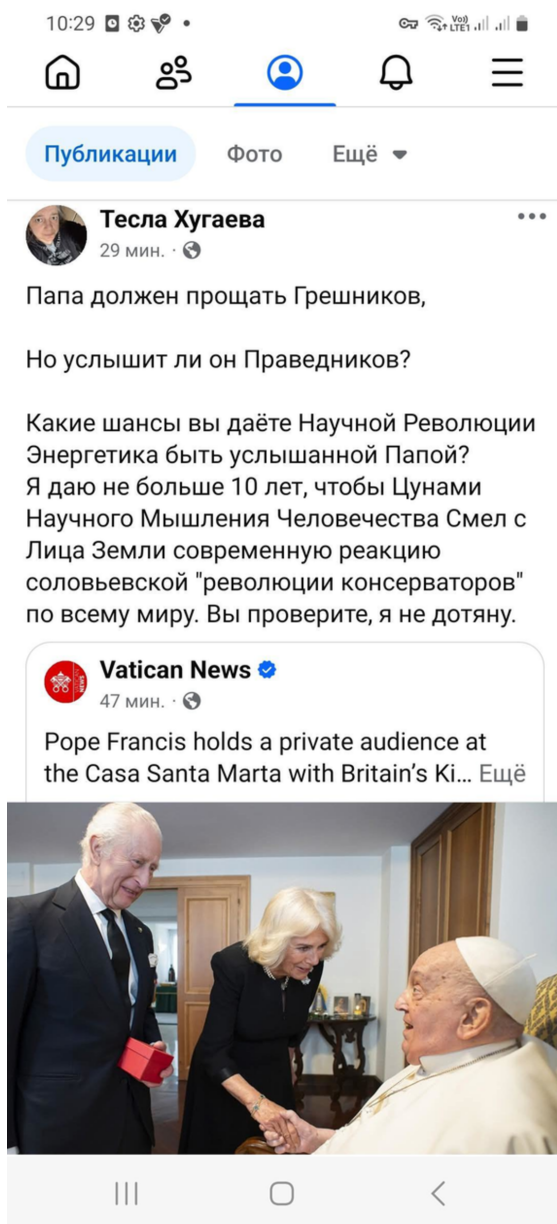 10:29
Vo))
LTE1
Публикации
Фото
Ещё
Тесла Хугаева
29 мин. ·
Папа должен прощать Грешников,
Но услышит ли он Праведников?
Какие шансы вы даёте Научной Революции
Энергетика быть услышанной Папой?
Я даю не больше 10 лет, чтобы Цунами
Научного Мышления Человечества Смел с
Лица Земли современную реакцию
соловьевской "революции консерваторов"
по всему миру. Вы проверите, я не дотяну.
Vatican News
47 мин. ·
Pope Francis holds a private audience at
the Casa Santa Marta with Britain’s Ki... Ещё